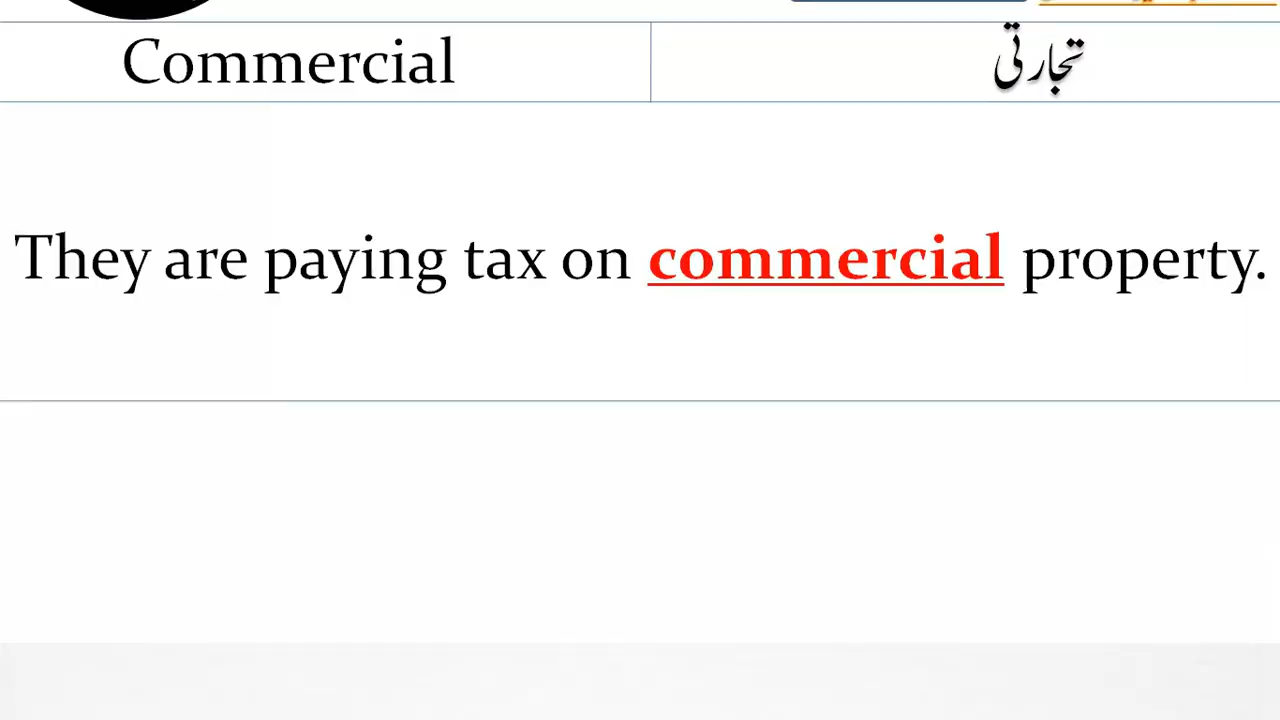 Commercial
تجارتی
They are paying tax on commercial property.